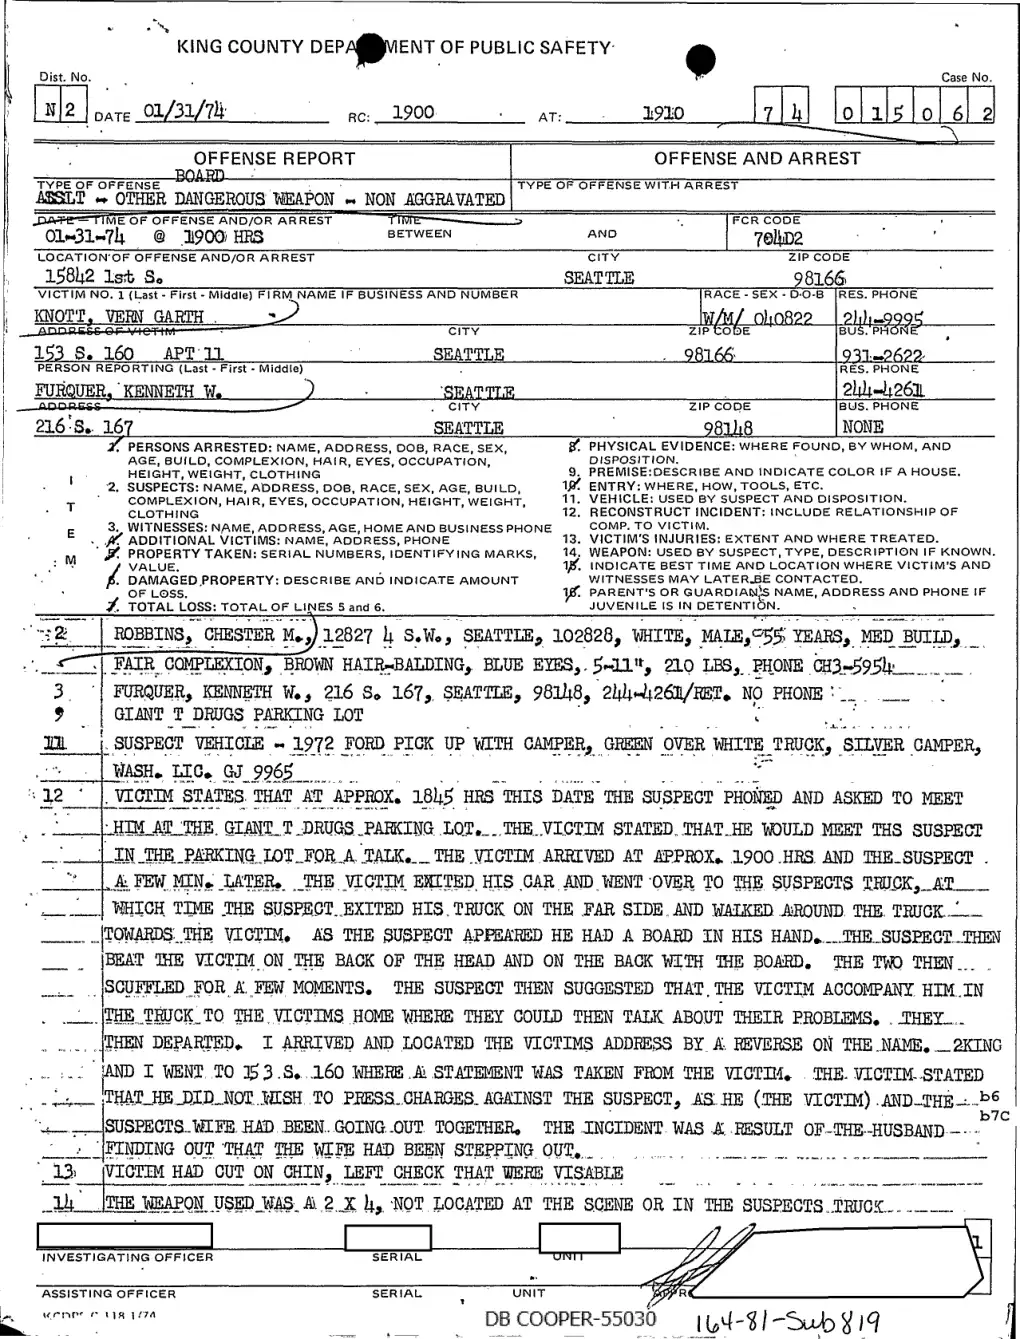 KING COUNTY DEPA MENT OF PUBLIC SAFETY
Dist. No. Case No.
N 2 DATE 01/31/74 RC: 1900 AT: 1910 7 4 0 1 5 0 6 2
OFFENSE REPORT OFFENSE AND ARREST
BOARD
TYPE OF OFFENSE TYPE OF OFFENSE WITH ARREST
ASSLT - OTHER DANGEROUS WEAPON - NON AGGRAVATED
DATE - TIME OF OFFENSE AND/OR ARREST TIME FCR CODE
01-31-74 @ 1900 HRS BETWEEN AND 704D2
LOCATION OF OFFENSE AND/OR ARREST CITY ZIP CODE
15842 1st S. SEATTLE 98166
VICTIM NO. 1 (Last - First - Middle) FIRM NAME IF BUSINESS AND NUMBER RACE - SEX - D-O-B RES. PHONE
KNOTT, VERN GARTH W/M/ 040822 244-9995
ADDRESS OF VICTIM CITY ZIP CODE BUS. PHONE
153 S. 160 APT 11 SEATTLE 98166 931-2622
PERSON REPORTING (Last - First - Middle) RES. PHONE
FURQUER, KENNETH W. SEATTLE 244-4261
ADDRESS CITY ZIP CODE BUS. PHONE
216 S. 167 SEATTLE 98148 NONE
ITEM
1. PERSONS ARRESTED: NAME, ADDRESS, DOB, RACE, SEX,
AGE, BUILD, COMPLEXION, HAIR, EYES, OCCUPATION,
HEIGHT, WEIGHT, CLOTHING
2. SUSPECTS: NAME, ADDRESS, DOB, RACE, SEX, AGE, BUILD,
COMPLEXION, HAIR, EYES, OCCUPATION, HEIGHT, WEIGHT,
CLOTHING
3. WITNESSES: NAME, ADDRESS, AGE, HOME AND BUSINESS PHONE
4. ADDITIONAL VICTIMS: NAME, ADDRESS, PHONE
5. PROPERTY TAKEN: SERIAL NUMBERS, IDENTIFYING MARKS,
VALUE.
6. DAMAGED PROPERTY: DESCRIBE AND INDICATE AMOUNT
OF LOSS.
7. TOTAL LOSS: TOTAL OF LINES 5 and 6.
8. PHYSICAL EVIDENCE: WHERE FOUND, BY WHOM, AND
DISPOSITION.
9. PREMISE: DESCRIBE AND INDICATE COLOR IF A HOUSE.
10. ENTRY: WHERE, HOW, TOOLS, ETC.
11. VEHICLE: USED BY SUSPECT AND DISPOSITION.
12. RECONSTRUCT INCIDENT: INCLUDE RELATIONSHIP OF
COMP. TO VICTIM.
13. VICTIM'S INJURIES: EXTENT AND WHERE TREATED.
14. WEAPON: USED BY SUSPECT, TYPE, DESCRIPTION IF KNOWN.
15. INDICATE BEST TIME AND LOCATION WHERE VICTIM'S AND
WITNESSES MAY LATER BE CONTACTED.
16. PARENT'S OR GUARDIAN'S NAME, ADDRESS AND PHONE IF
JUVENILE IS IN DETENTION.
2 ROBBINS, CHESTER M., 12827 4 S.W., SEATTLE, 102828, WHITE, MALE, 55 YEARS, MED BUILD,
FAIR COMPLEXION, BROWN HAIR-BALDING, BLUE EYES, 5-11", 210 LBS, PHONE CH3-5954
3 FURQUER, KENNETH W., 216 S. 167, SEATTLE, 98148, 244-4261/RET. NO PHONE
9 GIANT T DRUGS PARKING LOT
11 SUSPECT VEHICLE - 1972 FORD PICK UP WITH CAMPER, GREEN OVER WHITE TRUCK, SILVER CAMPER,
WASH. LIC. GJ 9965
12 VICTIM STATES THAT AT APPROX. 1845 HRS THIS DATE THE SUSPECT PHONED AND ASKED TO MEET
HIM AT THE GIANT T DRUGS PARKING LOT. THE VICTIM STATED THAT HE WOULD MEET THS SUSPECT
IN THE PARKING LOT FOR A TALK. THE VICTIM ARRIVED AT APPROX. 1900 HRS AND THE SUSPECT
A FEW MIN. LATER. THE VICTIM EXITED HIS CAR AND WENT OVER TO THE SUSPECTS TRUCK, AT
WHICH TIME THE SUSPECT EXITED HIS TRUCK ON THE FAR SIDE AND WALKED AROUND THE TRUCK
TOWARDS THE VICTIM. AS THE SUSPECT APPEARED HE HAD A BOARD IN HIS HAND. THE SUSPECT THEN
BEAT THE VICTIM ON THE BACK OF THE HEAD AND ON THE BACK WITH THE BOARD. THE TWO THEN
SCUFFLED FOR A FEW MOMENTS. THE SUSPECT THEN SUGGESTED THAT THE VICTIM ACCOMPANY HIM IN
THE TRUCK TO THE VICTIMS HOME WHERE THEY COULD THEN TALK ABOUT THEIR PROBLEMS. THEY
THEN DEPARTED. I ARRIVED AND LOCATED THE VICTIMS ADDRESS BY A REVERSE ON THE NAME. 2KING
AND I WENT TO 153 S. 160 WHERE A STATEMENT WAS TAKEN FROM THE VICTIM. THE VICTIM STATED
THAT HE DID NOT WISH TO PRESS CHARGES AGAINST THE SUSPECT, AS HE (THE VICTIM) AND THE b6
b7C
SUSPECTS WIFE HAD BEEN GOING OUT TOGETHER. THE INCIDENT WAS A RESULT OF THE HUSBAND
FINDING OUT THAT THE WIFE HAD BEEN STEPPING OUT.
13 VICTIM HAD CUT ON CHIN, LEFT CHECK THAT WERE VISABLE
14 THE WEAPON USED WAS A 2 X 4, NOT LOCATED AT THE SCENE OR IN THE SUSPECTS TRUCK
1
INVESTIGATING OFFICER SERIAL UNIT
ASSISTING OFFICER SERIAL UNIT
DB COOPER-55030 164-81-Sub 819